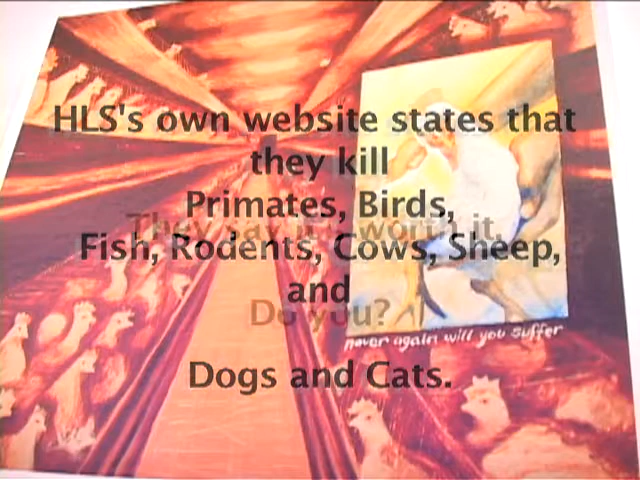 HLS's own website states that
they kill
Primates, Birds,
They say it's worth it.
Fish, Rodents, Cows, Sheep,
and
Do you?
never again will you suffer
Dogs and Cats.